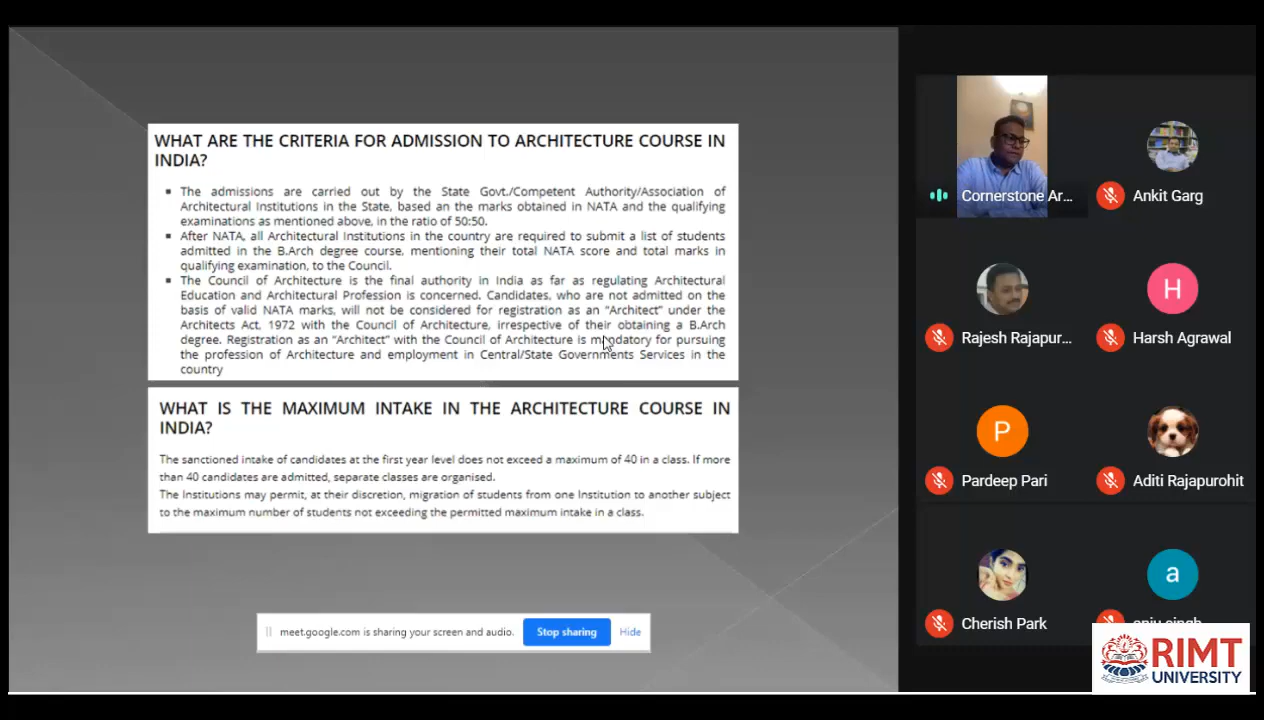 WHAT ARE THE CRITERIA FOR ADMISSION TO ARCHITECTURE COURSE IN
INDIA?
The admissions are carried out by the State Govt./Competent Authority/Association of
Architectural Institutions in the State, based an the marks obtained in NATA and the qualifying
examinations as mentioned above, in the ratio of 50:50.
After NATA, all Architectural Institutions in the country are required to submit a list of students
admitted in the B.Arch degree course, mentioning their total NATA score and total marks in
qualifying examination, to the Council.
The Council of Architecture is the final authority in India as far as regulating Architectural
Education and Architectural Profession is concerned. Candidates, who are not admitted on the
basis of valid NATA marks, will not be considered for registration as an “Architect” under the
Architects Act, 1972 with the Council of Architecture, irrespective of their obtaining a B.Arch
degree. Registration as an “Architect” with the Council of Architecture is mandatory for pursuing
the profession of Architecture and employment in Central/State Governments Services in the
country
WHAT IS THE MAXIMUM INTAKE IN THE ARCHITECTURE COURSE IN
INDIA?
The sanctioned intake of candidates at the first year level does not exceed a maximum of 40 in a class. If more
than 40 candidates are admitted, separate classes are organised.
The Institutions may permit, at their discretion, migration of students from one Institution to another subject
to the maximum number of students not exceeding the permitted maximum intake in a class.
meet.google.com is sharing your screen and audio.
Stop sharing
Hide
Cornerstone Ar...
Ankit Garg
H
Rajesh Rajapur...
Harsh Agrawal
P
Pardeep Pari
Aditi Rajapurohit
a
Cherish Park
anju singh
RIMT
UNIVERSITY